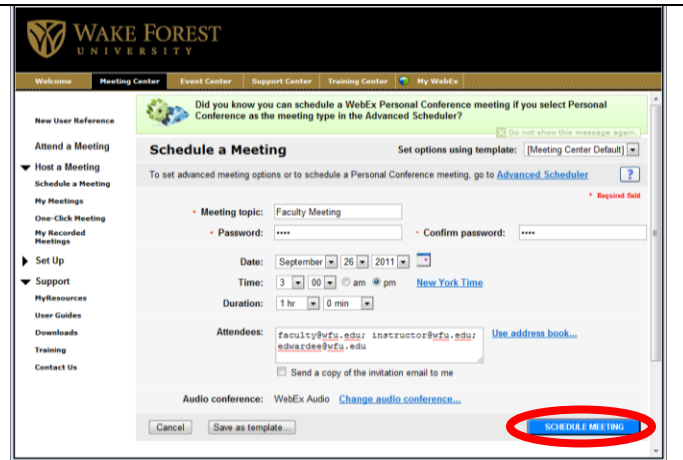 WAKE FOREST
UNIVERSITY
Welcome Meeting Center Event Center Support Center Training Center My WebEx
New User Reference
Attend a Meeting
Host a Meeting
Schedule a Meeting
My Meetings
One-Click Meeting
My Recorded
Meetings
Set Up
Support
MyResources
User Guides
Downloads
Training
Contact Us
Did you know you can schedule a WebEx Personal Conference meeting if you select Personal
Conference as the meeting type in the Advanced Scheduler?
Do not show this message again.
Schedule a Meeting Set options using template: [Meeting Center Default]
To set advanced meeting options or to schedule a Personal Conference meeting, go to Advanced Scheduler ?
* Required field
* Meeting topic: Faculty Meeting
* Password: •••• * Confirm password: ••••
Date: September 26 2011
Time: 3 00 am pm New York Time
Duration: 1 hr 0 min
Attendees: faculty@wfu.edu; instructor@wfu.edu; Use address book...
edwardee@wfu.edu
Send a copy of the invitation email to me
Audio conference: WebEx Audio Change audio conference...
Cancel Save as template... SCHEDULE MEETING